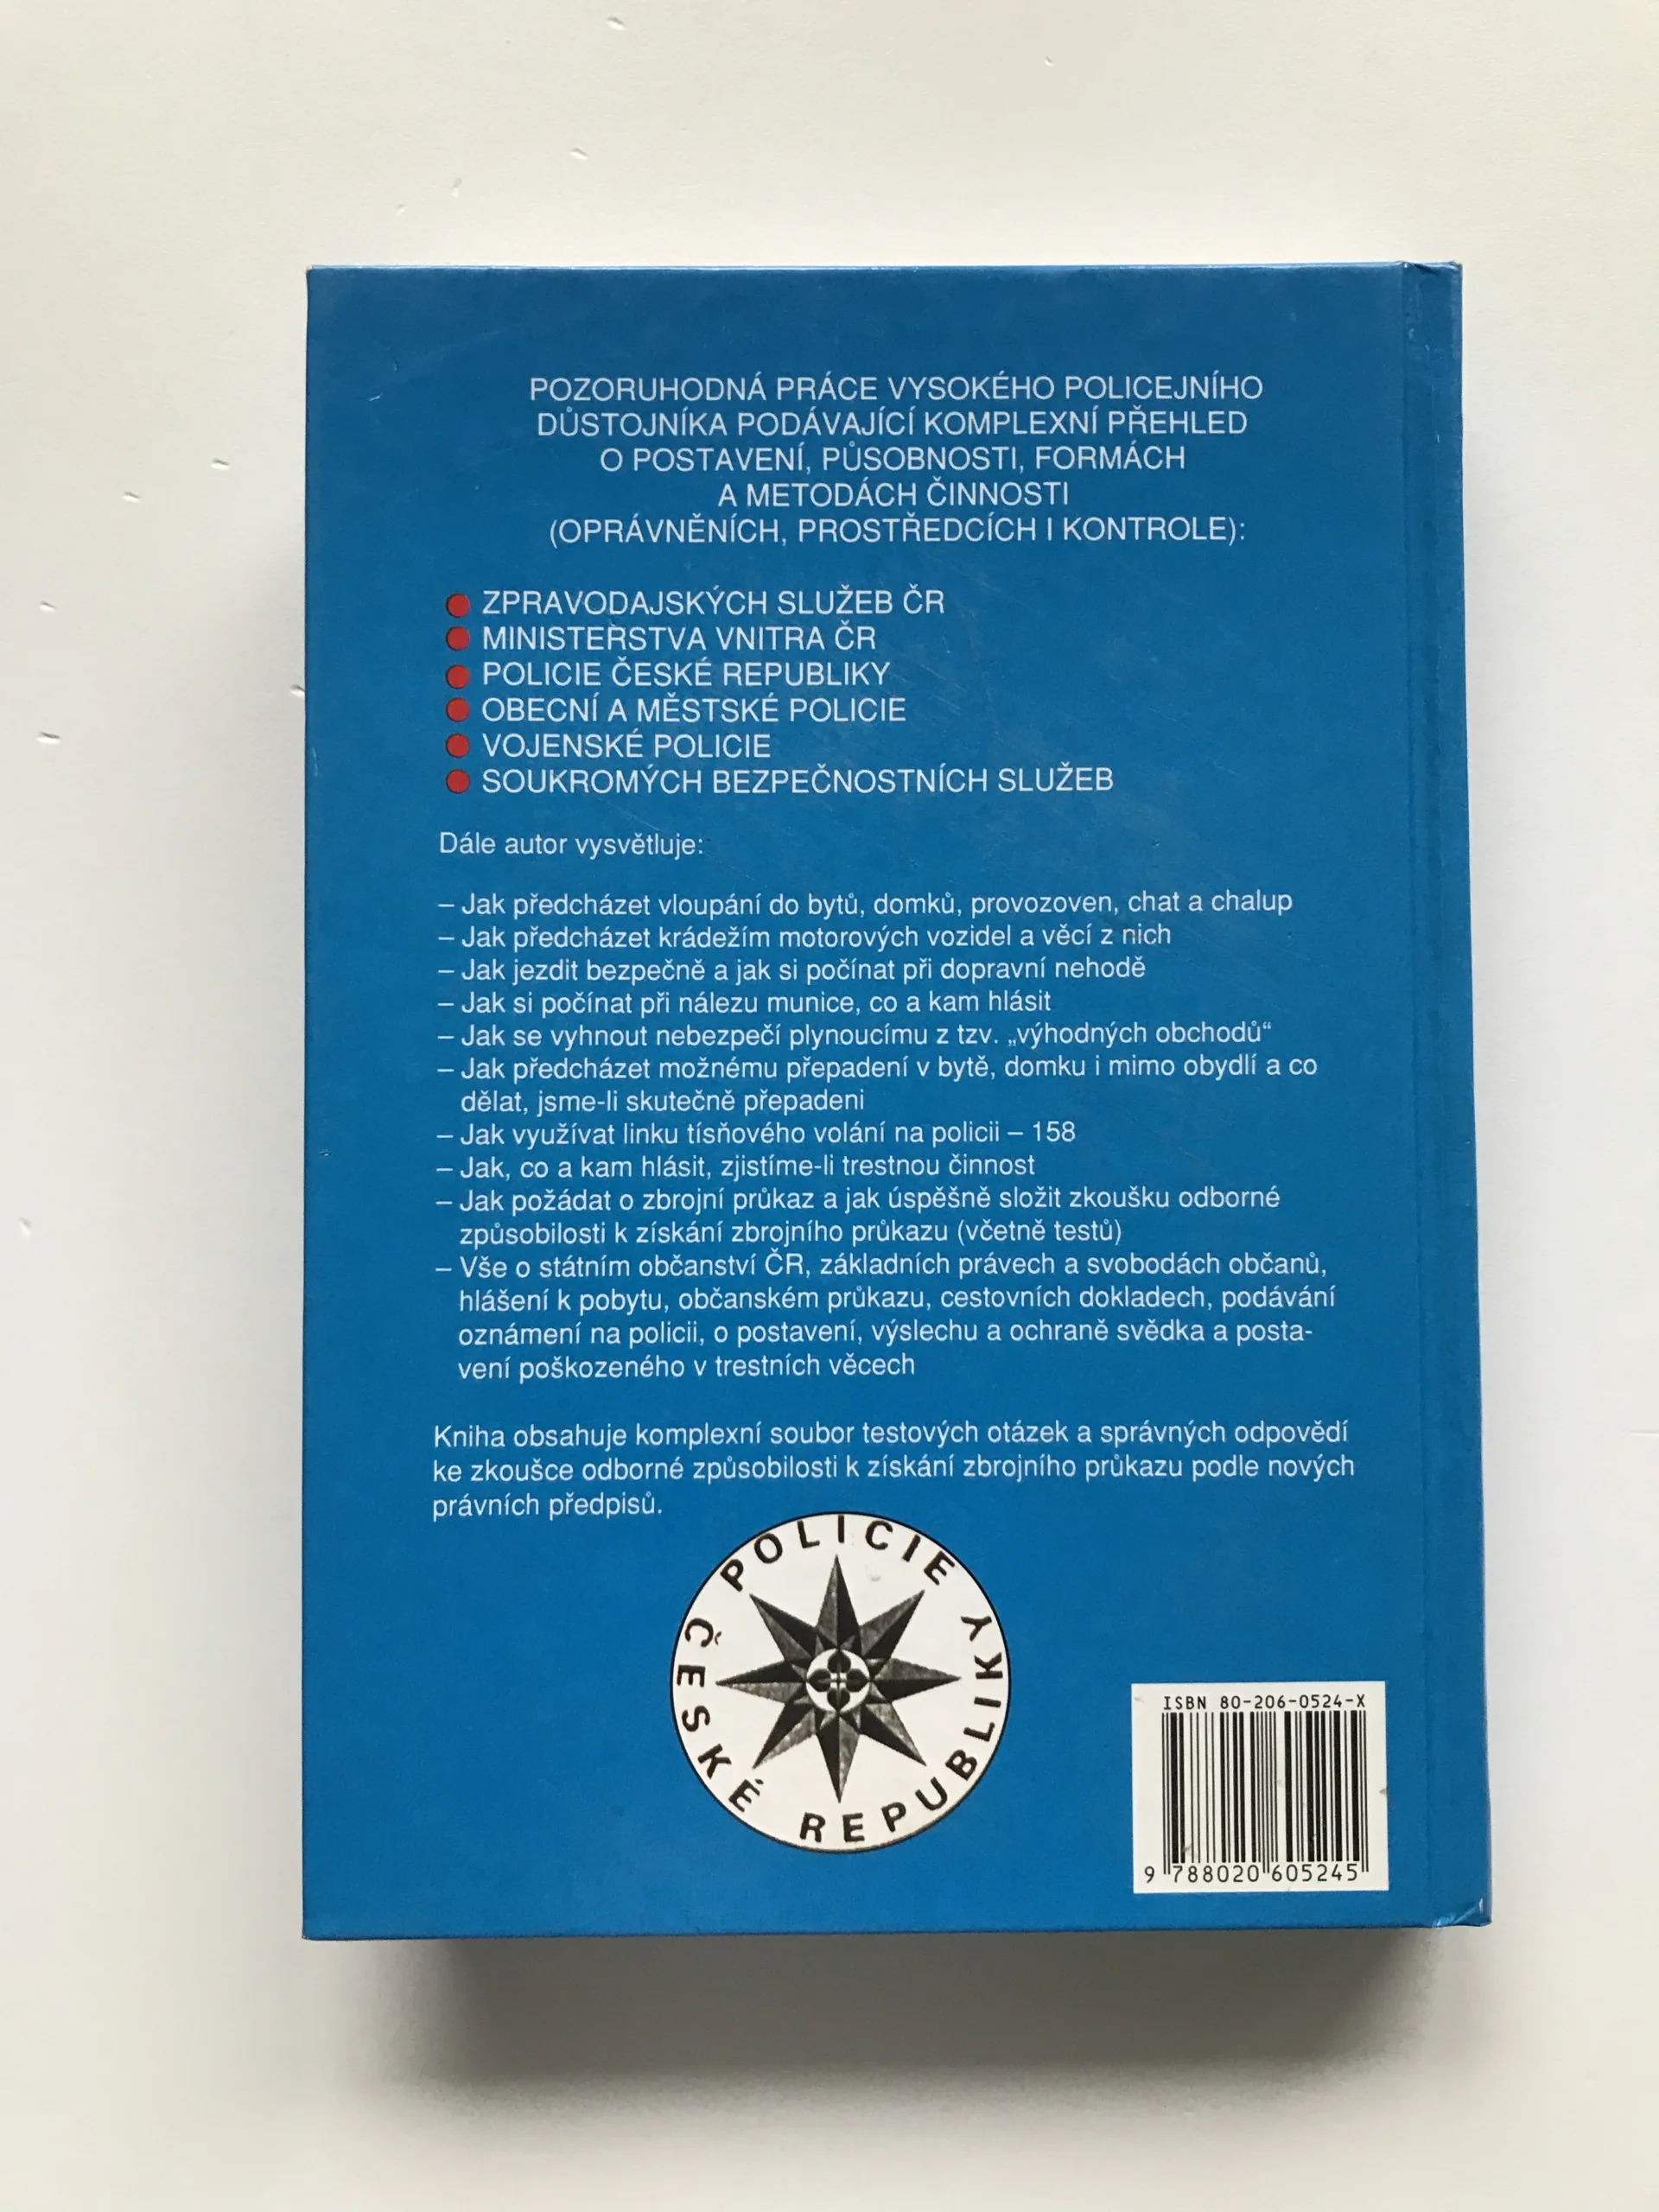 POZORUHODNÁ PRÁCE VYSOKÉHO POLICEJNÍHO
DŮSTOJNÍKA PODÁVAJÍCÍ KOMPLEXNÍ PŘEHLED
O POSTAVENÍ, PŮSOBNOSTI, FORMÁCH
A METODÁCH ČINNOSTI
(OPRÁVNĚNÍCH, PROSTŘEDCÍCH I KONTROLE):
● ZPRAVODAJSKÝCH SLUŽEB ČR
● MINISTERSTVA VNITRA ČR
● POLICIE ČESKÉ REPUBLIKY
● OBECNÍ A MĚSTSKÉ POLICIE
● VOJENSKÉ POLICIE
● SOUKROMÝCH BEZPEČNOSTNÍCH SLUŽEB
Dále autor vysvětluje:
– Jak předcházet vloupání do bytů, domků, provozoven, chat a chalup
– Jak předcházet krádežím motorových vozidel a věcí z nich
– Jak jezdit bezpečně a jak si počínat při dopravní nehodě
– Jak si počínat při nálezu munice, co a kam hlásit
– Jak se vyhnout nebezpečí plynoucímu z tzv. „výhodných obchodů“
– Jak předcházet možnému přepadení v bytě, domku i mimo obydlí a co
dělat, jsme-li skutečně přepadeni
– Jak využívat linku tísňového volání na policii – 158
– Jak, co a kam hlásit, zjistíme-li trestnou činnost
– Jak požádat o zbrojní průkaz a jak úspěšně složit zkoušku odborné
způsobilosti k získání zbrojního průkazu (včetně testů)
– Vše o státním občanství ČR, základních právech a svobodách občanů,
hlášení k pobytu, občanském průkazu, cestovních dokladech, podávání
oznámení na policii, o postavení, výslechu a ochraně svědka a posta-
vení poškozeného v trestních věcech
Kniha obsahuje komplexní soubor testových otázek a správných odpovědí
ke zkoušce odborné způsobilosti k získání zbrojního průkazu podle nových
právních předpisů.
POLICIE
ČESKÉ REPUBLIKY
ISBN 80-206-0524-X
9 788020 605245